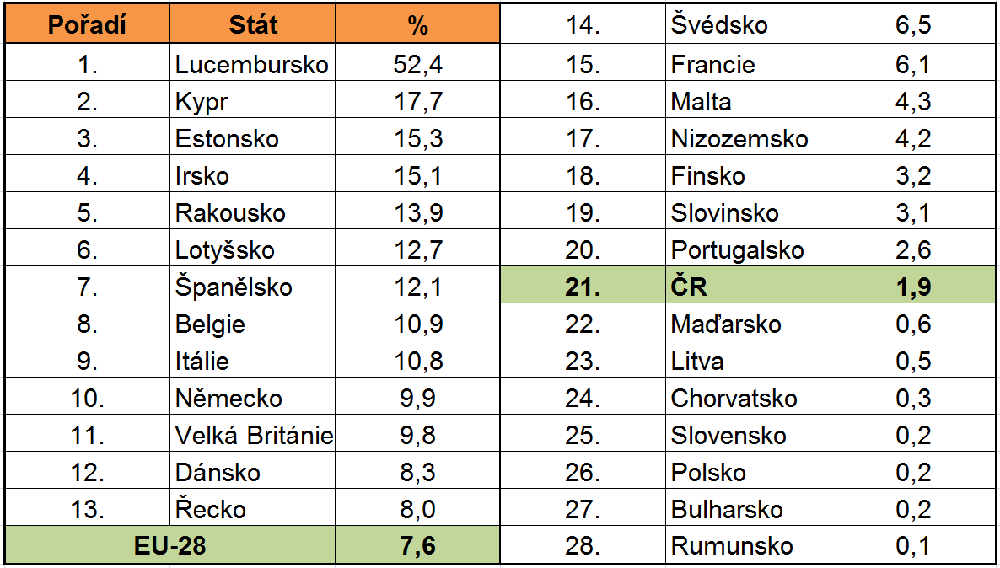 Pořadí Stát %
1. Lucembursko 52,4
2. Kypr 17,7
3. Estonsko 15,3
4. Irsko 15,1
5. Rakousko 13,9
6. Lotyšsko 12,7
7. Španělsko 12,1
8. Belgie 10,9
9. Itálie 10,8
10. Německo 9,9
11. Velká Británie 9,8
12. Dánsko 8,3
13. Řecko 8,0
EU-28 7,6
14. Švédsko 6,5
15. Francie 6,1
16. Malta 4,3
17. Nizozemsko 4,2
18. Finsko 3,2
19. Slovinsko 3,1
20. Portugalsko 2,6
21. ČR 1,9
22. Maďarsko 0,6
23. Litva 0,5
24. Chorvatsko 0,3
25. Slovensko 0,2
26. Polsko 0,2
27. Bulharsko 0,2
28. Rumunsko 0,1